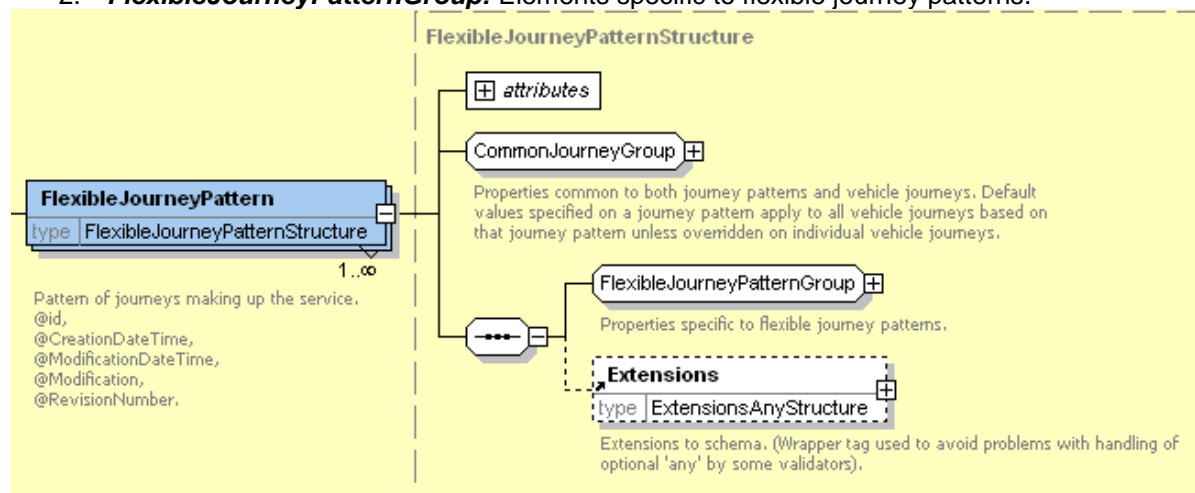 2. FlexibleJourneyPatternGroup: Elements specific to flexible journey patterns.
FlexibleJourneyPatternStructure
attributes
CommonJourneyGroup
Properties common to both journey patterns and vehicle journeys. Default
values specified on a journey pattern apply to all vehicle journeys based on
that journey pattern unless overridden on individual vehicle journeys.
FlexibleJourneyPattern
type FlexibleJourneyPatternStructure
1..∞
Pattern of journeys making up the service.
@id,
@CreationDateTime,
@ModificationDateTime,
@Modification,
@RevisionNumber.
FlexibleJourneyPatternGroup
Properties specific to flexible journey patterns.
Extensions
type ExtensionsAnyStructure
Extensions to schema. (Wrapper tag used to avoid problems with handling of
optional 'any' by some validators).